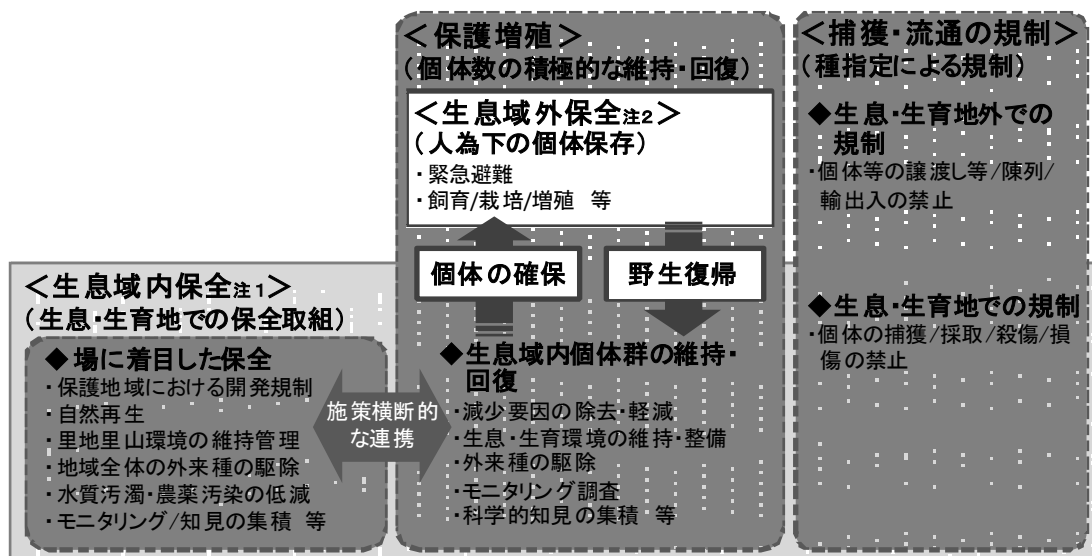 ＜保護増殖＞
（個体数の積極的な維持・回復）
＜生息域外保全注2＞
（人為下の個体保存）
・緊急避難
・飼育/栽培/増殖 等
個体の確保
野生復帰
◆生息域内個体群の維持・
回復
・減少要因の除去・軽減
・生息・生育環境の維持・整備
・外来種の駆除
・モニタリング調査
・科学的知見の集積 等
＜捕獲・流通の規制＞
（種指定による規制）
◆生息・生育地外での
規制
・個体等の譲渡し等/陳列/
輸出入の禁止
◆生息・生育地での規制
・個体の捕獲/採取/殺傷/損
傷の禁止
＜生息域内保全注1＞
（生息・生育地での保全取組）
◆場に着目した保全
・保護地域における開発規制
・自然再生
・里地里山環境の維持管理
・地域全体の外来種の駆除
・水質汚濁・農薬汚染の低減
・モニタリング/知見の集積 等
施策横断的
な連携